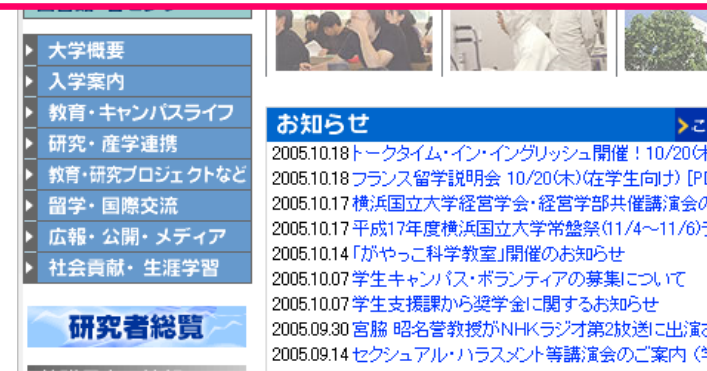 大学概要
入学案内
教育・キャンパスライフ
研究・産学連携
教育・研究プロジェクトなど
留学・国際交流
広報・公開・メディア
社会貢献・生涯学習
研究者総覧
お知らせ
2005.10.18 トークタイム・イン・イングリッシュ開催！10/20(木
2005.10.18 フランス留学説明会 10/20(木)(在学生向け) [P
2005.10.17 横浜国立大学経営学会・経営学部共催講演会の
2005.10.17 平成17年度横浜国立大学常盤祭(11/4～11/6)
2005.10.14 「がやっこ科学教室」開催のお知らせ
2005.10.07 学生キャンパス・ボランティアの募集について
2005.10.07 学生支援課から奨学金に関するお知らせ
2005.09.30 宮脇 昭名誉教授がNHKラジオ第2放送に出演
2005.09.14 セクシュアル・ハラスメント等講演会のご案内